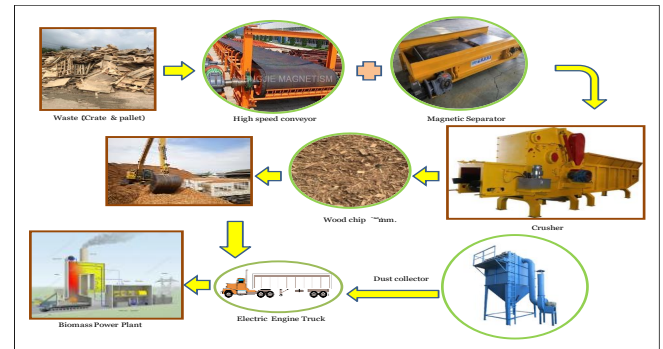 Waste (Crate & pallet)
High speed conveyor
Magnetic Separator
Crusher
Wood chip mm.
Dust collector
Electric Engine Truck
Biomass Power Plant